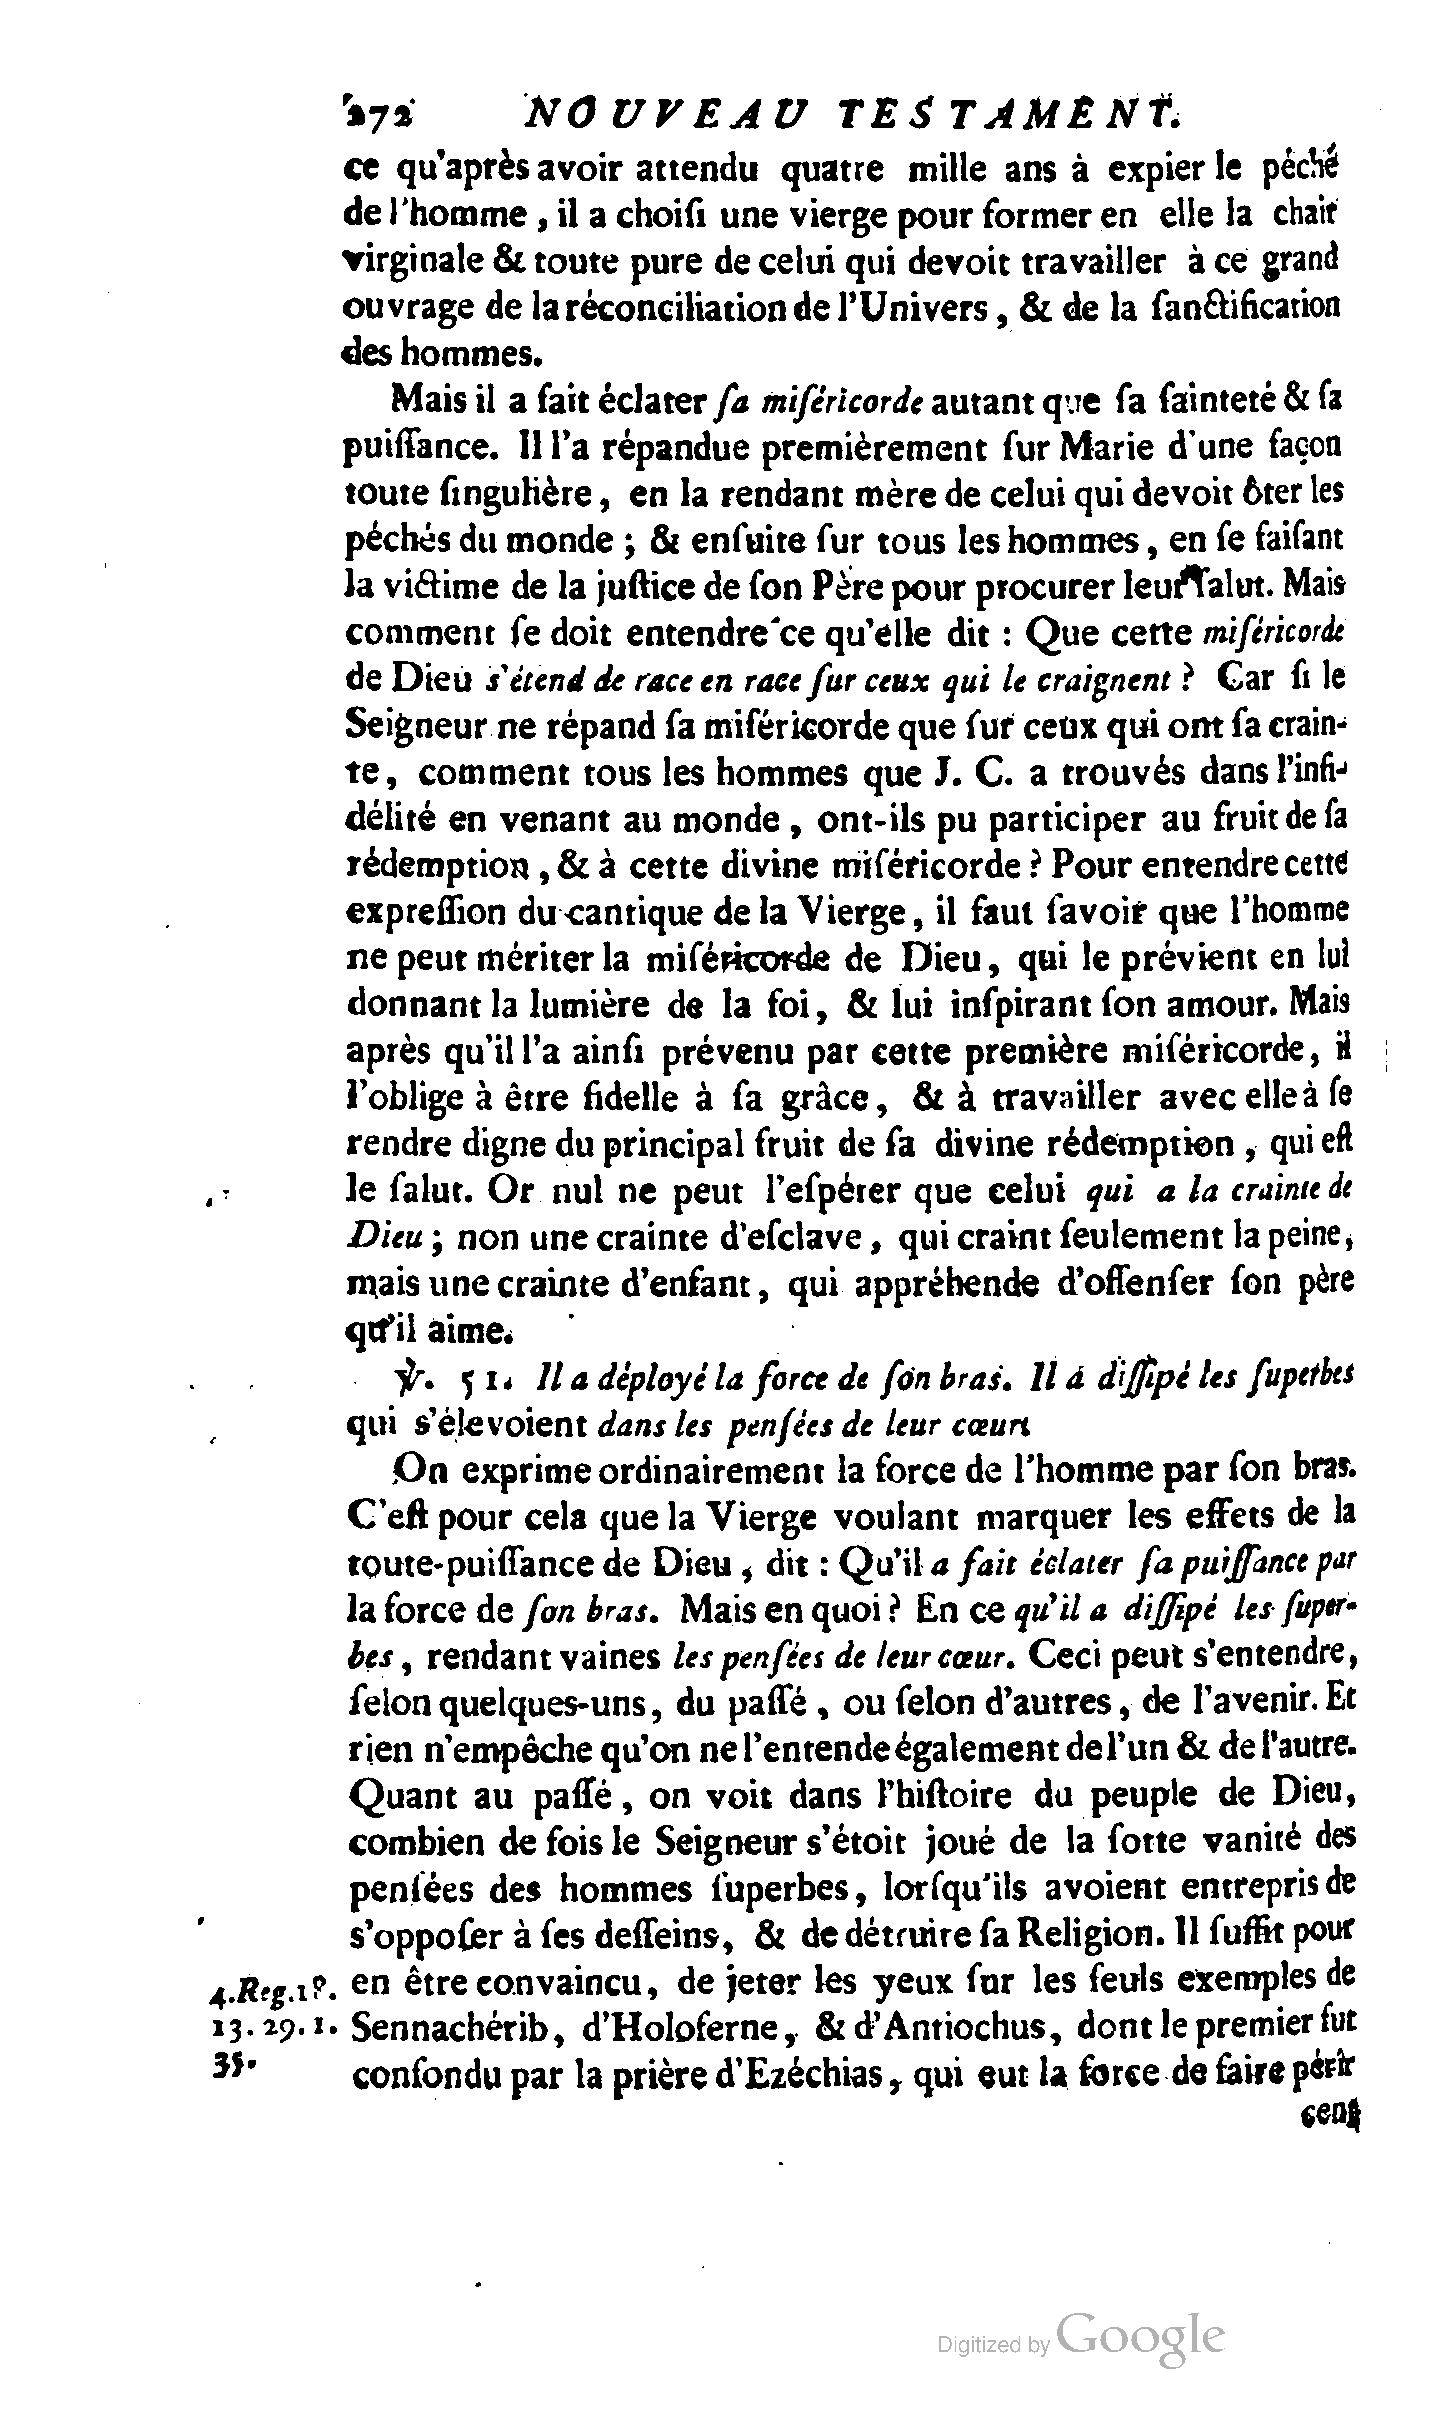 272 NOUVEAU TESTAMENT.
ce qu'après avoir attendu quatre mille ans à expier le péché
de l'homme, il a choiſi une vierge pour former en elle la chair
virginale & toute pure de celui qui devoit travailler à ce grand
ouvrage de la réconciliation de l'Univers, & de la ſanctification
des hommes.
Mais il a fait éclater ſa miſéricorde autant que ſa ſainteté & ſa
puiſſance. Il l'a répandue premièrement ſur Marie d'une façon
toute ſingulière, en la rendant mère de celui qui devoit ôter les
péchés du monde ; & enſuite ſur tous les hommes, en ſe faiſant
la victime de la juſtice de ſon Père pour procurer leur ſalut. Mais
comment ſe doit entendre ce qu'elle dit : Que cette miſéricorde
de Dieu s'étend de race en race ſur ceux qui le craignent ? Car ſi le
Seigneur ne répand ſa miſéricorde que ſur ceux qui ont ſa crain-
te, comment tous les hommes que J. C. a trouvés dans l'infi-
délité en venant au monde, ont-ils pu participer au fruit de ſa
rédemption, & à cette divine miſéricorde ? Pour entendre cette
expreſſion du cantique de la Vierge, il faut ſavoir que l'homme
ne peut mériter la miſéricorde de Dieu, qui le prévient en lui
donnant la lumière de la foi, & lui inſpirant ſon amour. Mais
après qu'il l'a ainſi prévenu par cette première miſéricorde, il
l'oblige à être fidelle à ſa grâce, & à travailler avec elle à ſe
rendre digne du principal fruit de ſa divine rédemption, qui eſt
le ſalut. Or nul ne peut l'eſpérer que celui qui a la crainte de
Dieu ; non une crainte d'eſclave, qui craint ſeulement la peine,
mais une crainte d'enfant, qui appréhende d'offenſer ſon père
qu'il aime.
℣. 51. Il a déployé la force de ſon bras. Il a diſſipé les ſuperbes
qui s'élevoient dans les penſées de leur cœur.
On exprime ordinairement la force de l'homme par ſon bras.
C'eſt pour cela que la Vierge voulant marquer les effets de la
toute-puiſſance de Dieu, dit : Qu'il a fait éclater ſa puiſſance par
la force de ſon bras. Mais en quoi ? En ce qu'il a diſſipé les ſuper-
bes, rendant vaines les penſées de leur cœur. Ceci peut s'entendre,
ſelon quelques-uns, du paſſé, ou ſelon d'autres, de l'avenir. Et
rien n'empêche qu'on ne l'entende également de l'un & de l'autre.
Quant au paſſé, on voit dans l'hiſtoire du peuple de Dieu,
combien de fois le Seigneur s'étoit joué de la ſotte vanité des
penſées des hommes ſuperbes, lorſqu'ils avoient entrepris de
s'oppoſer à ſes deſſeins, & de détruire ſa Religion. Il ſuffit pour
4. Reg. 19. en être convaincu, de jeter les yeux ſur les ſeuls exemples de
13. 29. 1. Sennachérib, d'Holoferne, & d'Antiochus, dont le premier fut
35. confondu par la prière d'Ezéchias, qui eut la force de faire périr
cent
Digitized by Google